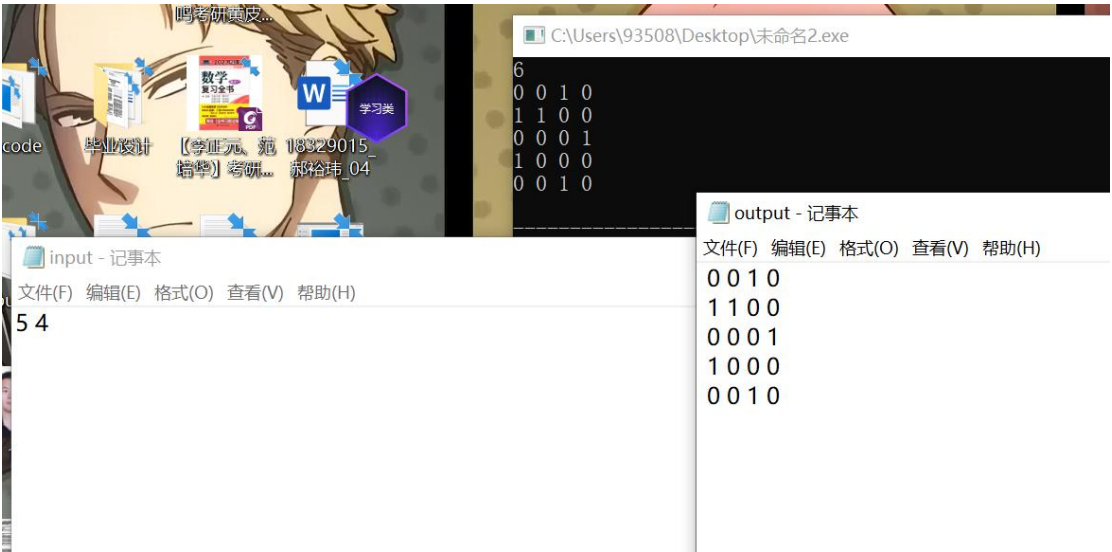 鸣考研黄皮...
code
毕业设计
数学
复习全书
PDF
【李正元、范
培华】考研...
W
学习类
18329015_
郝裕玮_04
C:\Users\93508\Desktop\未命名2.exe
6
0 0 1 0
1 1 0 0
0 0 0 1
1 0 0 0
0 0 1 0
input - 记事本
文件(F) 编辑(E) 格式(O) 查看(V) 帮助(H)
5 4
output - 记事本
文件(F) 编辑(E) 格式(O) 查看(V) 帮助(H)
0 0 1 0
1 1 0 0
0 0 0 1
1 0 0 0
0 0 1 0